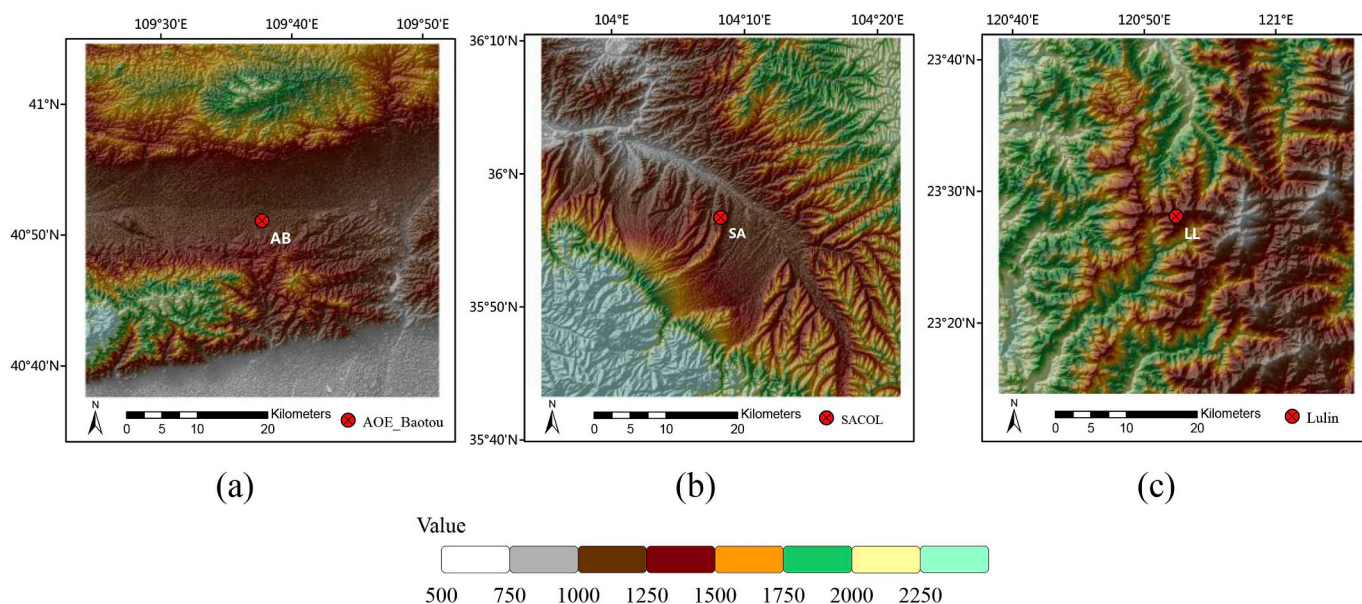 109°30'E 109°40'E 109°50'E
104°E 104°10'E 104°20'E
120°40'E 120°50'E 121°E
41°N
40°50'N
40°40'N
AB
N
0 5 10 20 Kilometers
AOE_Baotou
36°10'N
36°N
35°50'N
35°40'N
SA
N
0 5 10 20 Kilometers
SACOL
23°40'N
23°30'N
23°20'N
LL
N
0 5 10 20 Kilometers
Lulin
(a) (b) (c)
Value
500 750 1000 1250 1500 1750 2000 2250